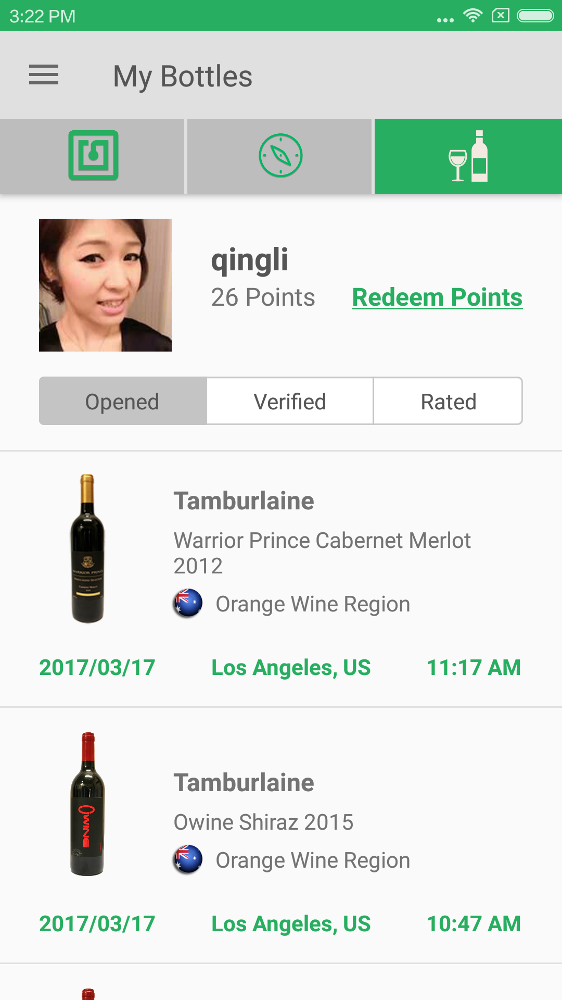 3:22 PM
My Bottles
qingli
26 Points Redeem Points
Opened Verified Rated
Tamburlaine
Warrior Prince Cabernet Merlot
2012
WARRIOR PRINCE
Orange Wine Region
2017/03/17 Los Angeles, US 11:17 AM
Tamburlaine
Owine Shiraz 2015
OWINE
Orange Wine Region
2017/03/17 Los Angeles, US 10:47 AM